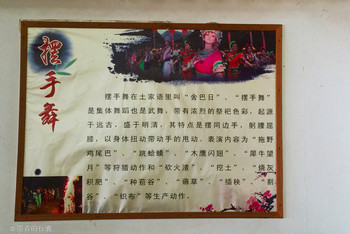 摆手舞
摆手舞在土家语里叫“舍巴日”，“摆手舞”
是集体舞蹈也是武舞，带有浓烈的祭祀色彩，起源
于远古，盛于明清，其特点是摆同边手，躬腰屈
膝，以身体扭动带动手的甩动，表演内容为“拖野
鸡尾巴”、“跳蛤蟆”、“木鹰闪翅”、“犀牛望
月”等狩猎动作和“砍火渣”、“挖土”、“烧灰
积肥”、“种苞谷”、“薅草”、“插秧”、“割
谷”、“织布”等生产动作。